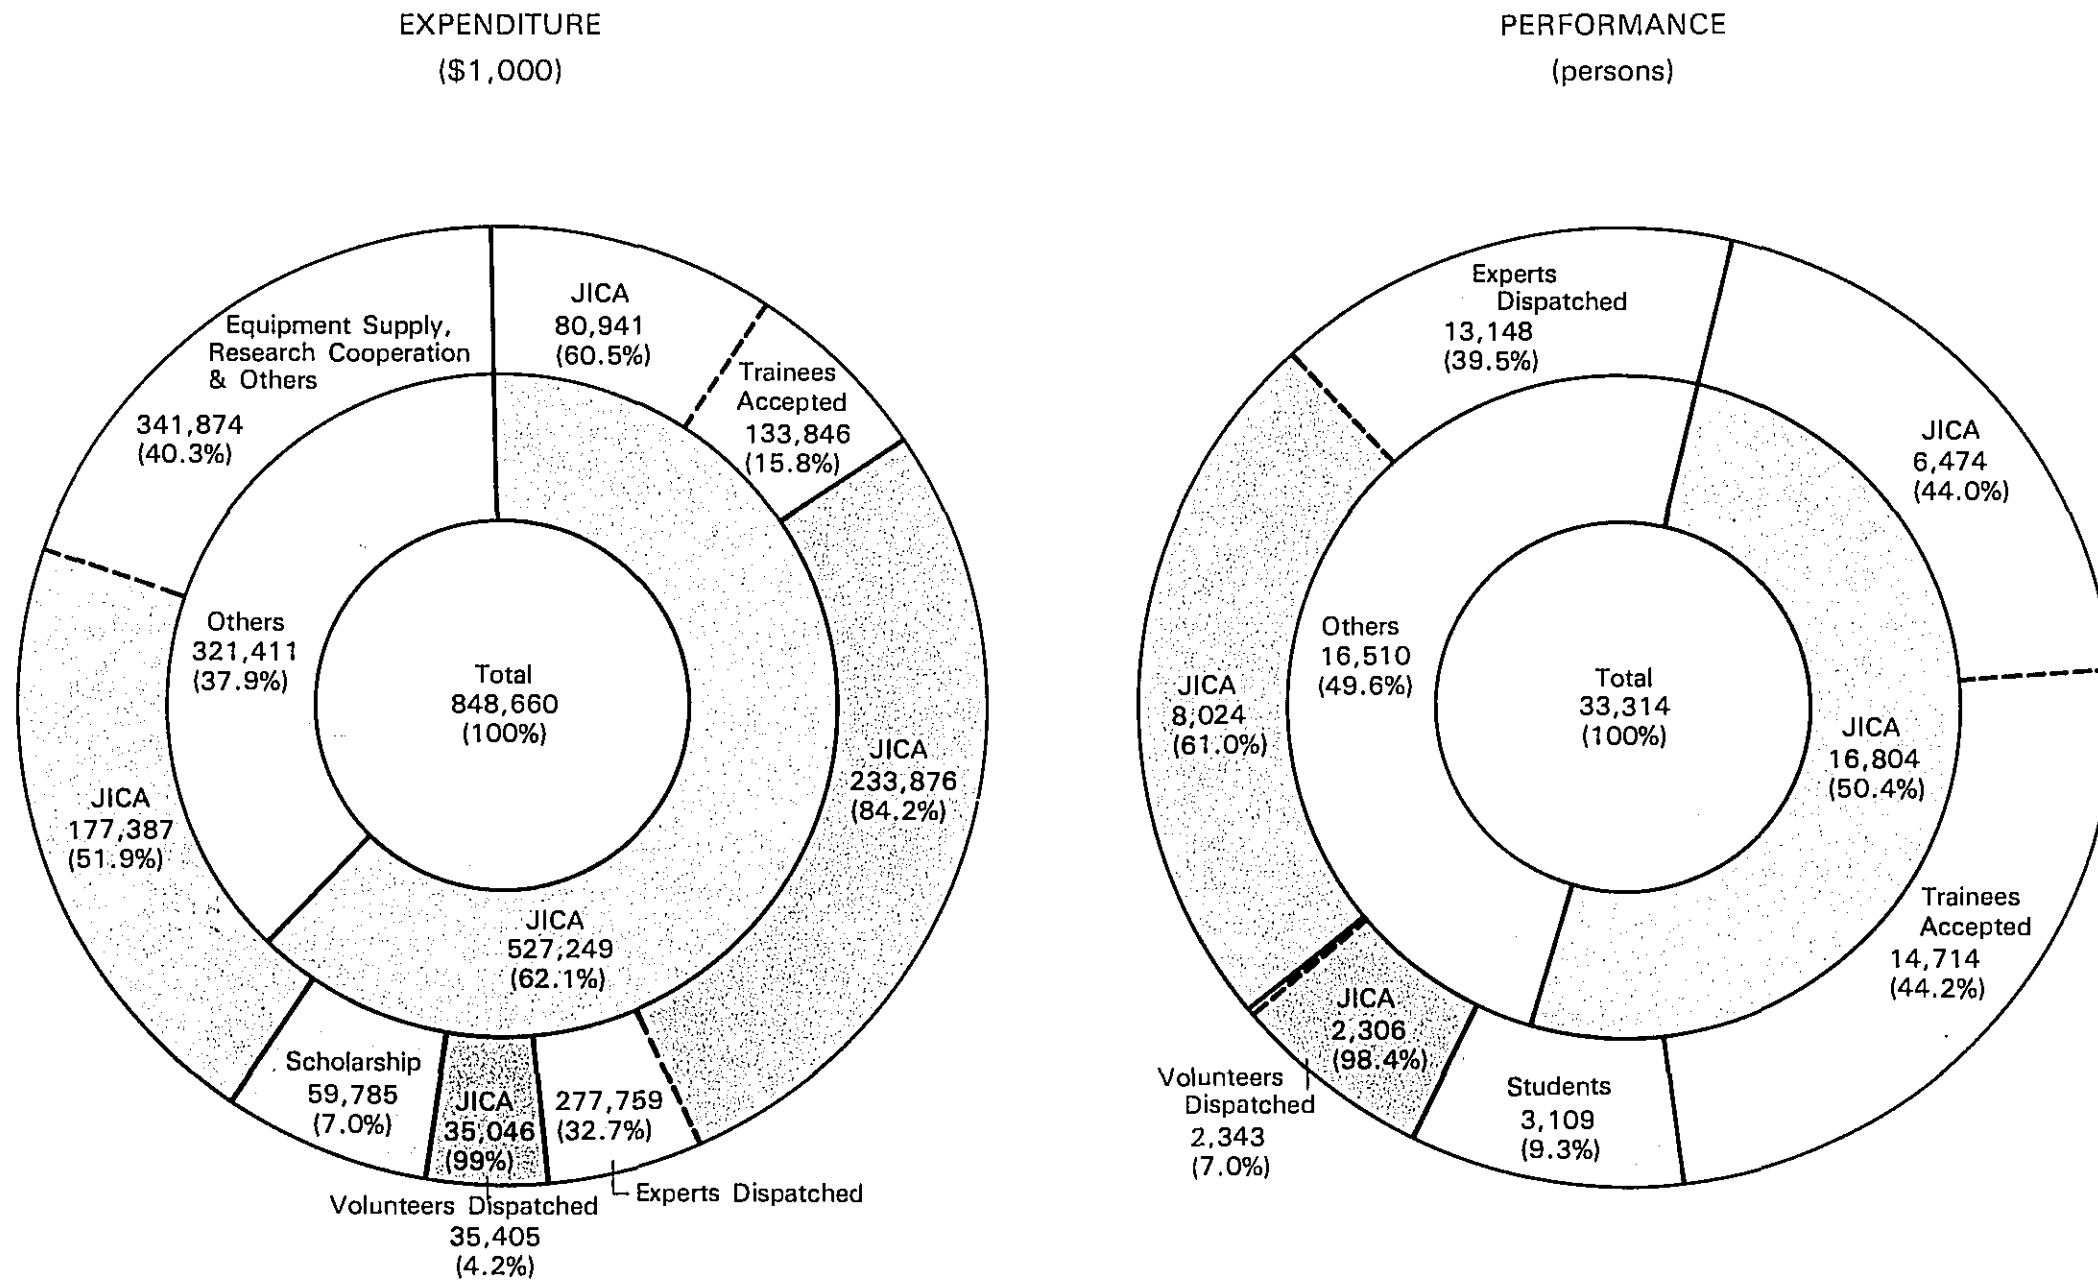 EXPENDITURE
($1,000)
JICA
80,941
(60.5%)
Trainees
Accepted
133,846
(15.8%)
JICA
233,876
(84.2%)
277,759
(32.7%)
Experts Dispatched
JICA
35,046
(99%)
Volunteers Dispatched
35,405
(4.2%)
Scholarship
59,785
(7.0%)
JICA
177,387
(51.9%)
Equipment Supply,
Research Cooperation
& Others
341,874
(40.3%)
Others
321,411
(37.9%)
JICA
527,249
(62.1%)
Total
848,660
(100%)
PERFORMANCE
(persons)
JICA
6,474
(44.0%)
Trainees
Accepted
14,714
(44.2%)
Students
3,109
(9.3%)
JICA
2,306
(98.4%)
Volunteers
Dispatched
2,343
(7.0%)
JICA
8,024
(61.0%)
Experts
Dispatched
13,148
(39.5%)
Others
16,510
(49.6%)
JICA
16,804
(50.4%)
Total
33,314
(100%)